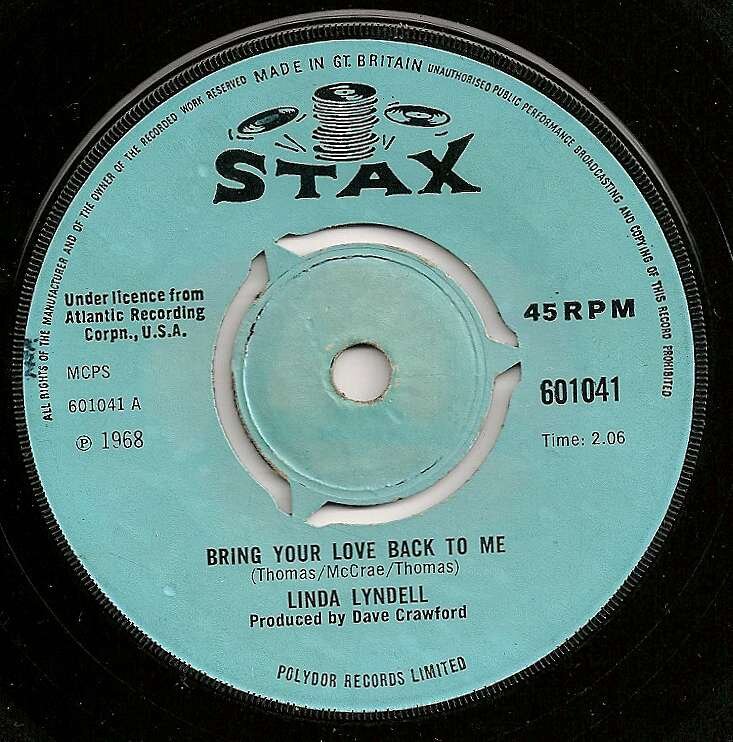 ALL RIGHTS OF THE MANUFACTURER AND OF THE OWNER OF THE RECORDED WORK RESERVED MADE IN GT. BRITAIN UNAUTHORISED PUBLIC PERFORMANCE BROADCASTING AND COPYING OF THIS RECORD PROHIBITED
STAX
Under licence from
Atlantic Recording
Corpn., U.S.A.
MCPS
601041 A
℗ 1968
45 RPM
601041
Time: 2.06
BRING YOUR LOVE BACK TO ME
(Thomas/McCrae/Thomas)
LINDA LYNDELL
Produced by Dave Crawford
POLYDOR RECORDS LIMITED